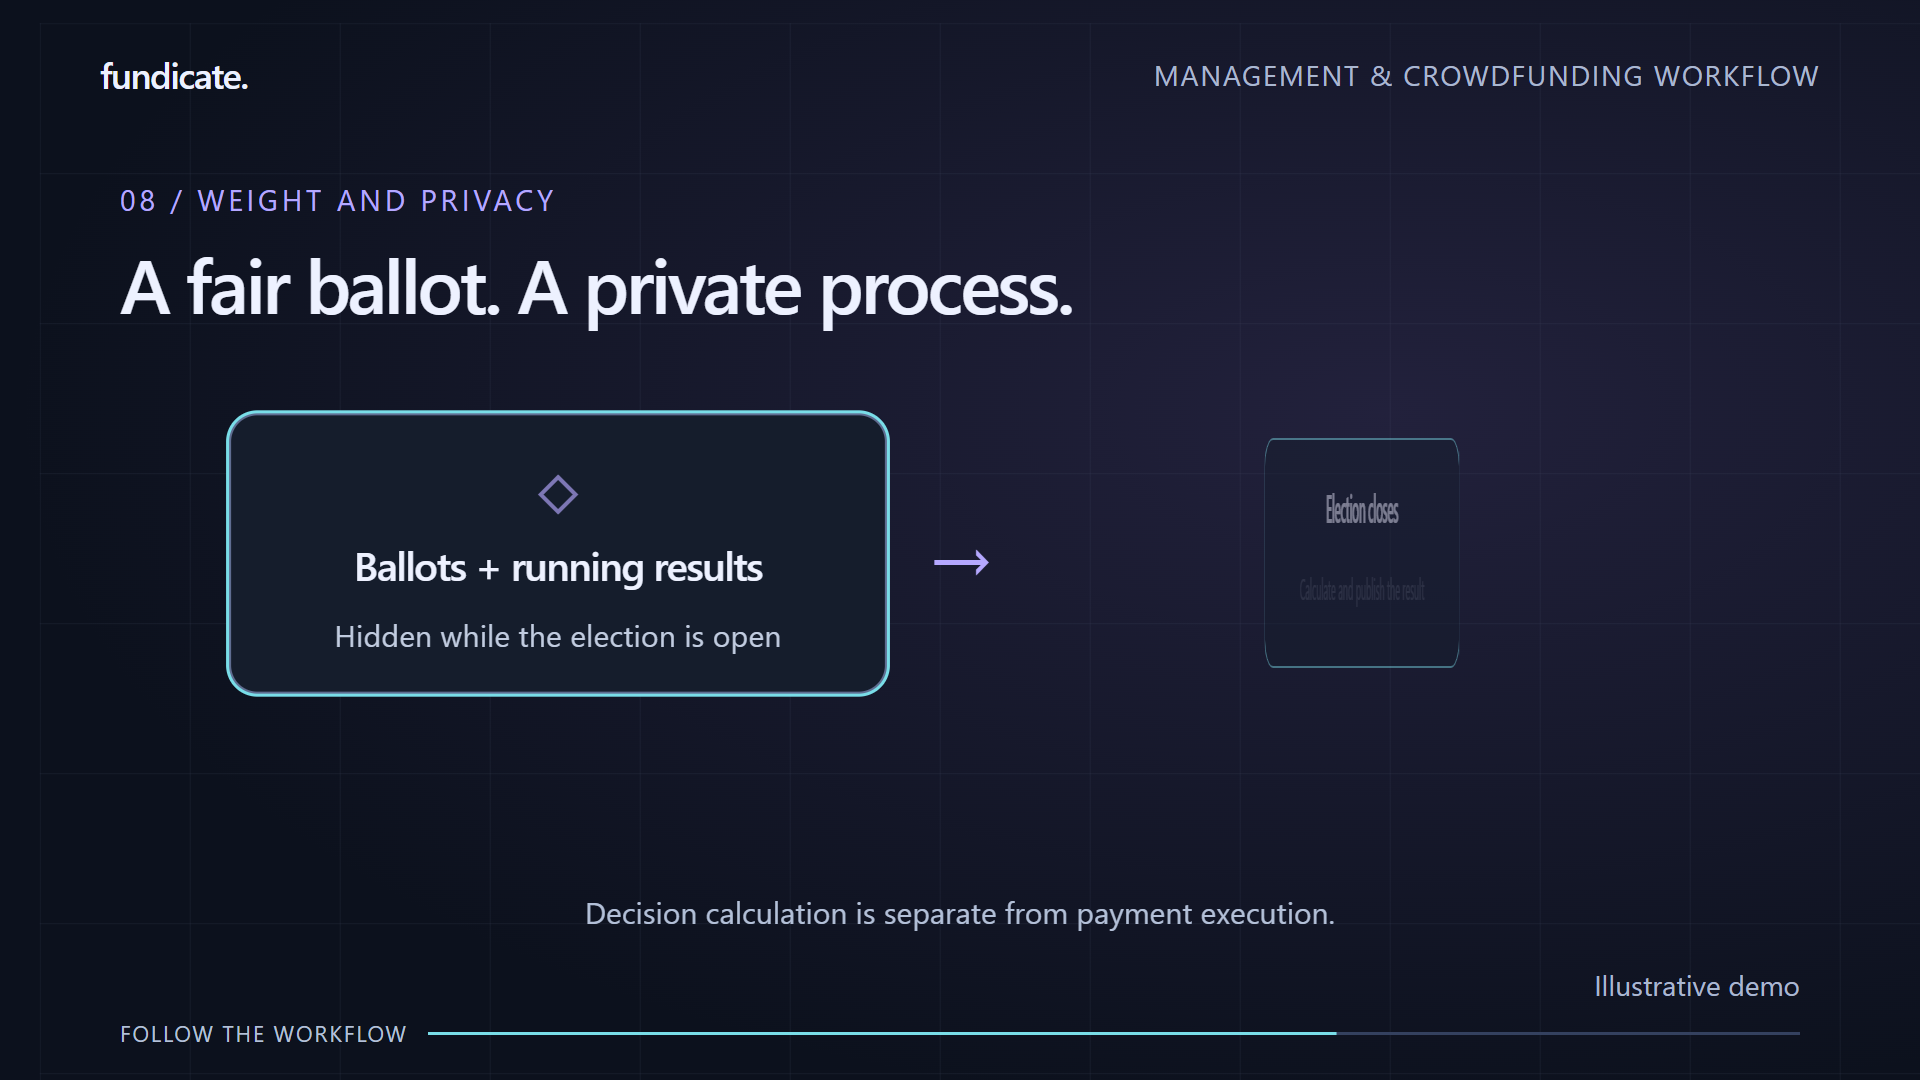 fundicate.
MANAGEMENT & CROWDFUNDING WORKFLOW
08 / WEIGHT AND PRIVACY
A fair ballot. A private process.
Ballots + running results
Hidden while the election is open
→
Election closes
Calculate and publish the result
Decision calculation is separate from payment execution.
Illustrative demo
FOLLOW THE WORKFLOW